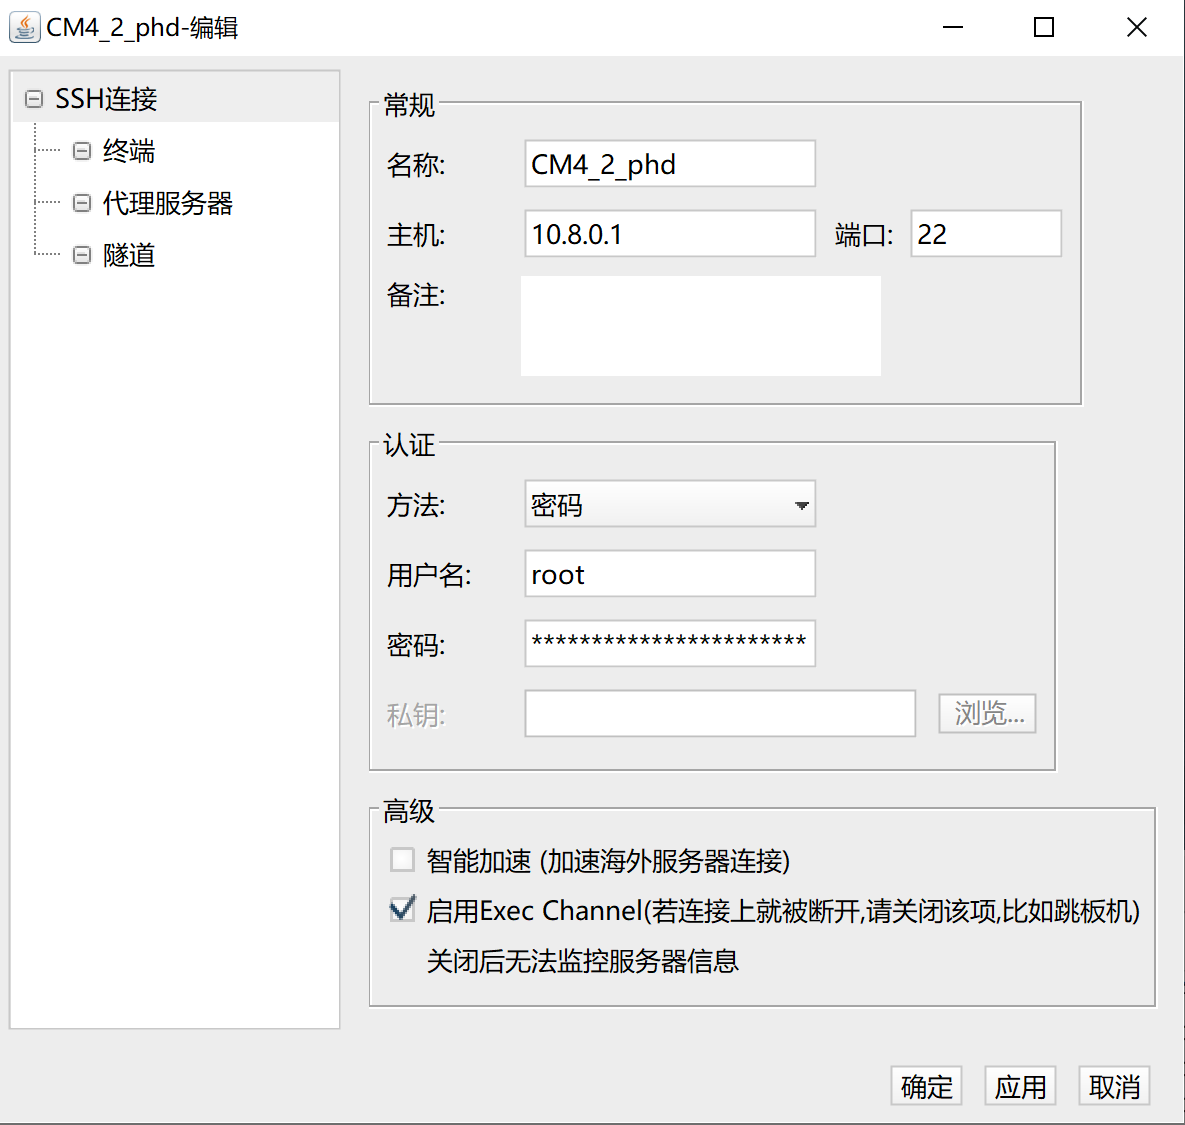 CM4_2_phd-编辑
SSH连接
终端
代理服务器
隧道
常规
名称: CM4_2_phd
主机: 10.8.0.1 端口: 22
备注:
认证
方法: 密码
用户名: root
密码: ***********************
私钥: 浏览...
高级
智能加速 (加速海外服务器连接)
启用Exec Channel(若连接上就被断开,请关闭该项,比如跳板机)
关闭后无法监控服务器信息
确定 应用 取消